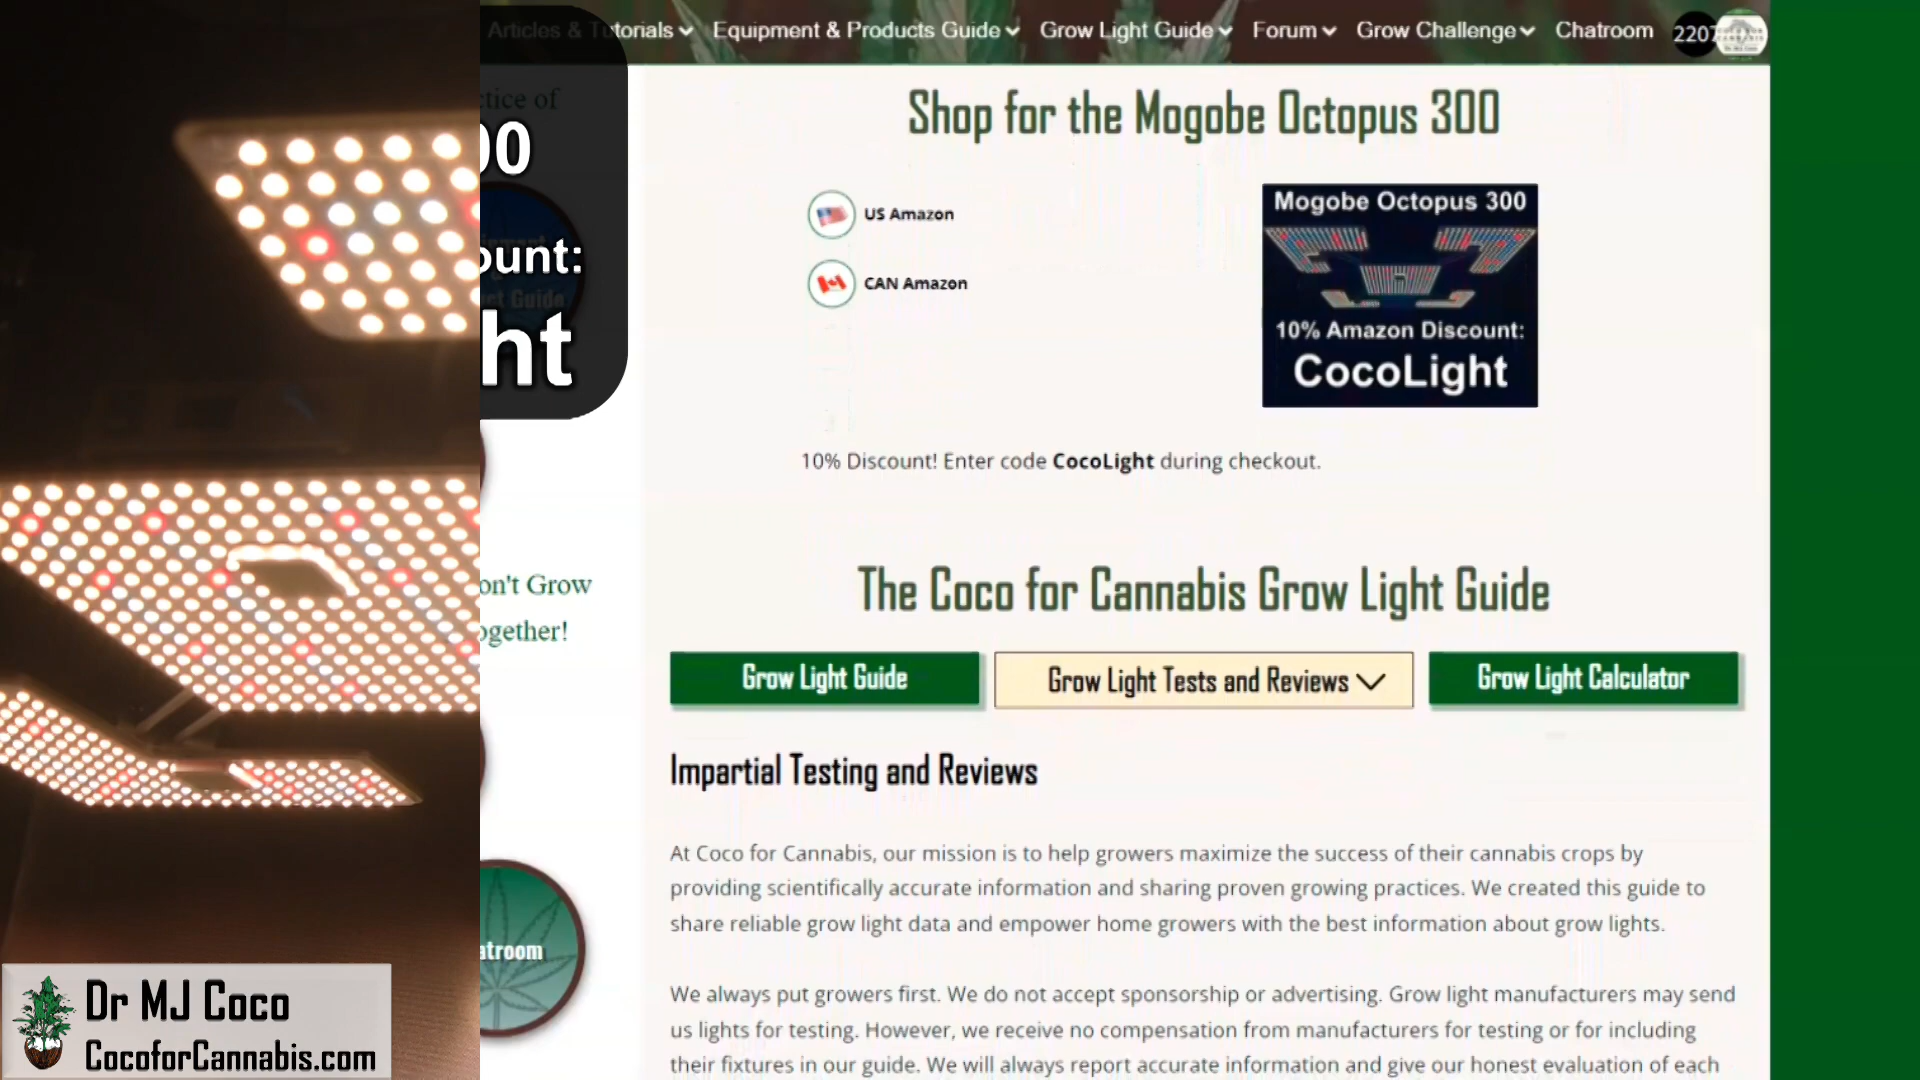 Articles & Tutorials
Equipment & Products Guide
Grow Light Guide
Forum
Grow Challenge
Chatroom
2207
tice of
00
ount:
ct Guide
ht
on't Grow
ogether!
atroom
Shop for the Mogobe Octopus 300
US Amazon
CAN Amazon
Mogobe Octopus 300
10% Amazon Discount:
CocoLight
10% Discount! Enter code CocoLight during checkout.
The Coco for Cannabis Grow Light Guide
Grow Light Guide
Grow Light Tests and Reviews
Grow Light Calculator
Impartial Testing and Reviews
At Coco for Cannabis, our mission is to help growers maximize the success of their cannabis crops by
providing scientifically accurate information and sharing proven growing practices. We created this guide to
share reliable grow light data and empower home growers with the best information about grow lights.
We always put growers first. We do not accept sponsorship or advertising. Grow light manufacturers may send
us lights for testing. However, we receive no compensation from manufacturers for testing or for including
their fixtures in our guide. We will always report accurate information and give our honest evaluation of each
Dr MJ Coco
CocoforCannabis.com